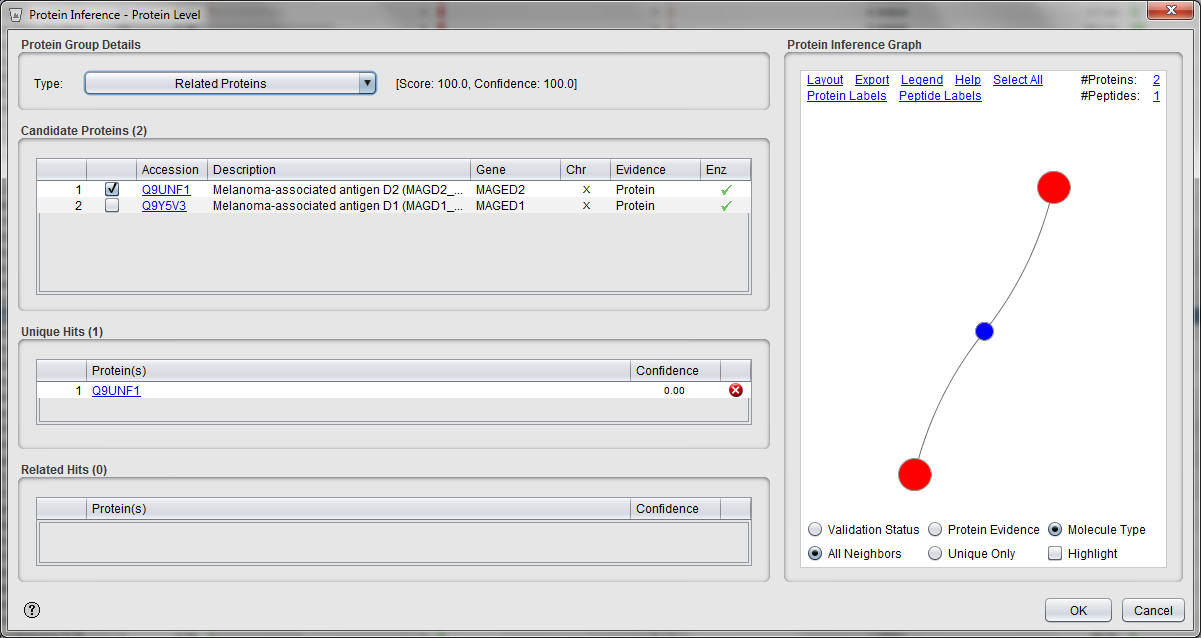 Protein Inference - Protein Level
Protein Group Details
Type: Related Proteins [Score: 100.0, Confidence: 100.0]
Candidate Proteins (2)
Accession Description Gene Chr Evidence Enz
1 Q9UNF1 Melanoma-associated antigen D2 (MAGD2_... MAGED2 X Protein
2 Q9Y5V3 Melanoma-associated antigen D1 (MAGD1_... MAGED1 X Protein
Unique Hits (1)
Protein(s) Confidence
1 Q9UNF1 0.00
Related Hits (0)
Protein(s) Confidence
Protein Inference Graph
Layout Export Legend Help Select All #Proteins: 2
Protein Labels Peptide Labels #Peptides: 1
Validation Status Protein Evidence Molecule Type
All Neighbors Unique Only Highlight
? OK Cancel